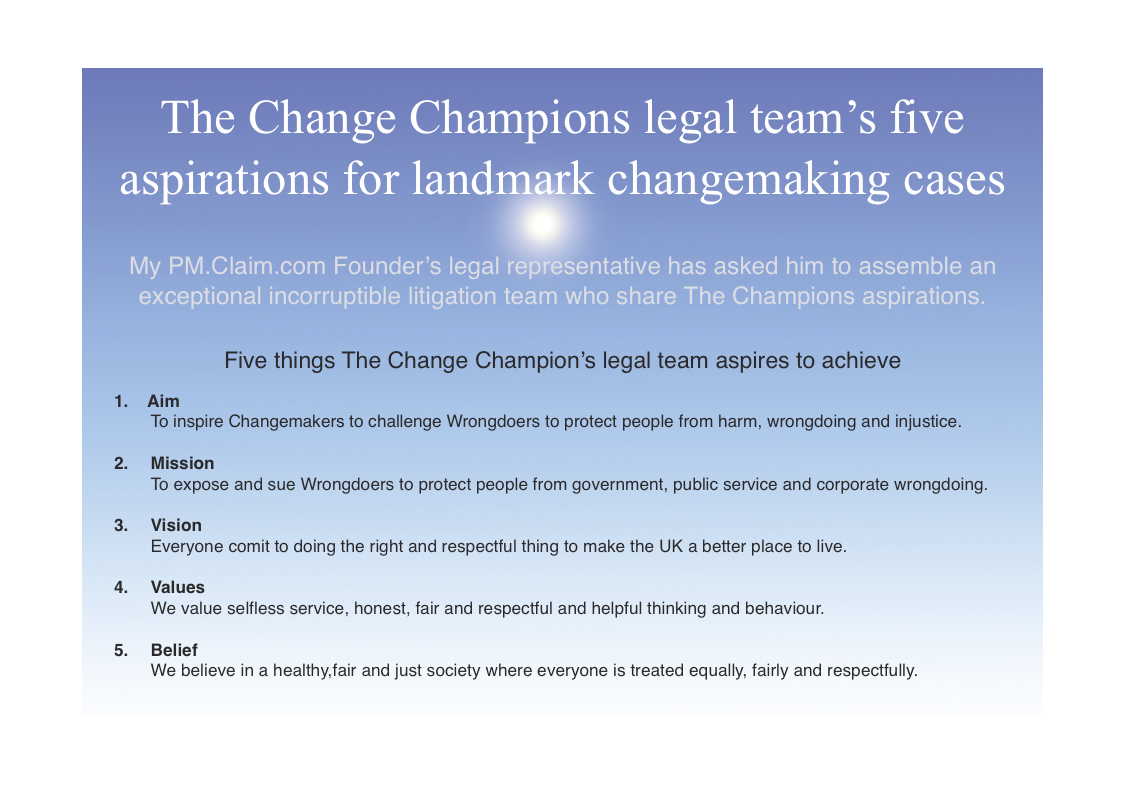 The Change Champions legal team’s five
aspirations for landmark changemaking cases
My PM.Claim.com Founder’s legal representative has asked him to assemble an
exceptional incorruptible litigation team who share The Champions aspirations.
Five things The Change Champion’s legal team aspires to achieve
1. Aim
To inspire Changemakers to challenge Wrongdoers to protect people from harm, wrongdoing and injustice.
2. Mission
To expose and sue Wrongdoers to protect people from government, public service and corporate wrongdoing.
3. Vision
Everyone comit to doing the right and respectful thing to make the UK a better place to live.
4. Values
We value selfless service, honest, fair and respectful and helpful thinking and behaviour.
5. Belief
We believe in a healthy,fair and just society where everyone is treated equally, fairly and respectfully.